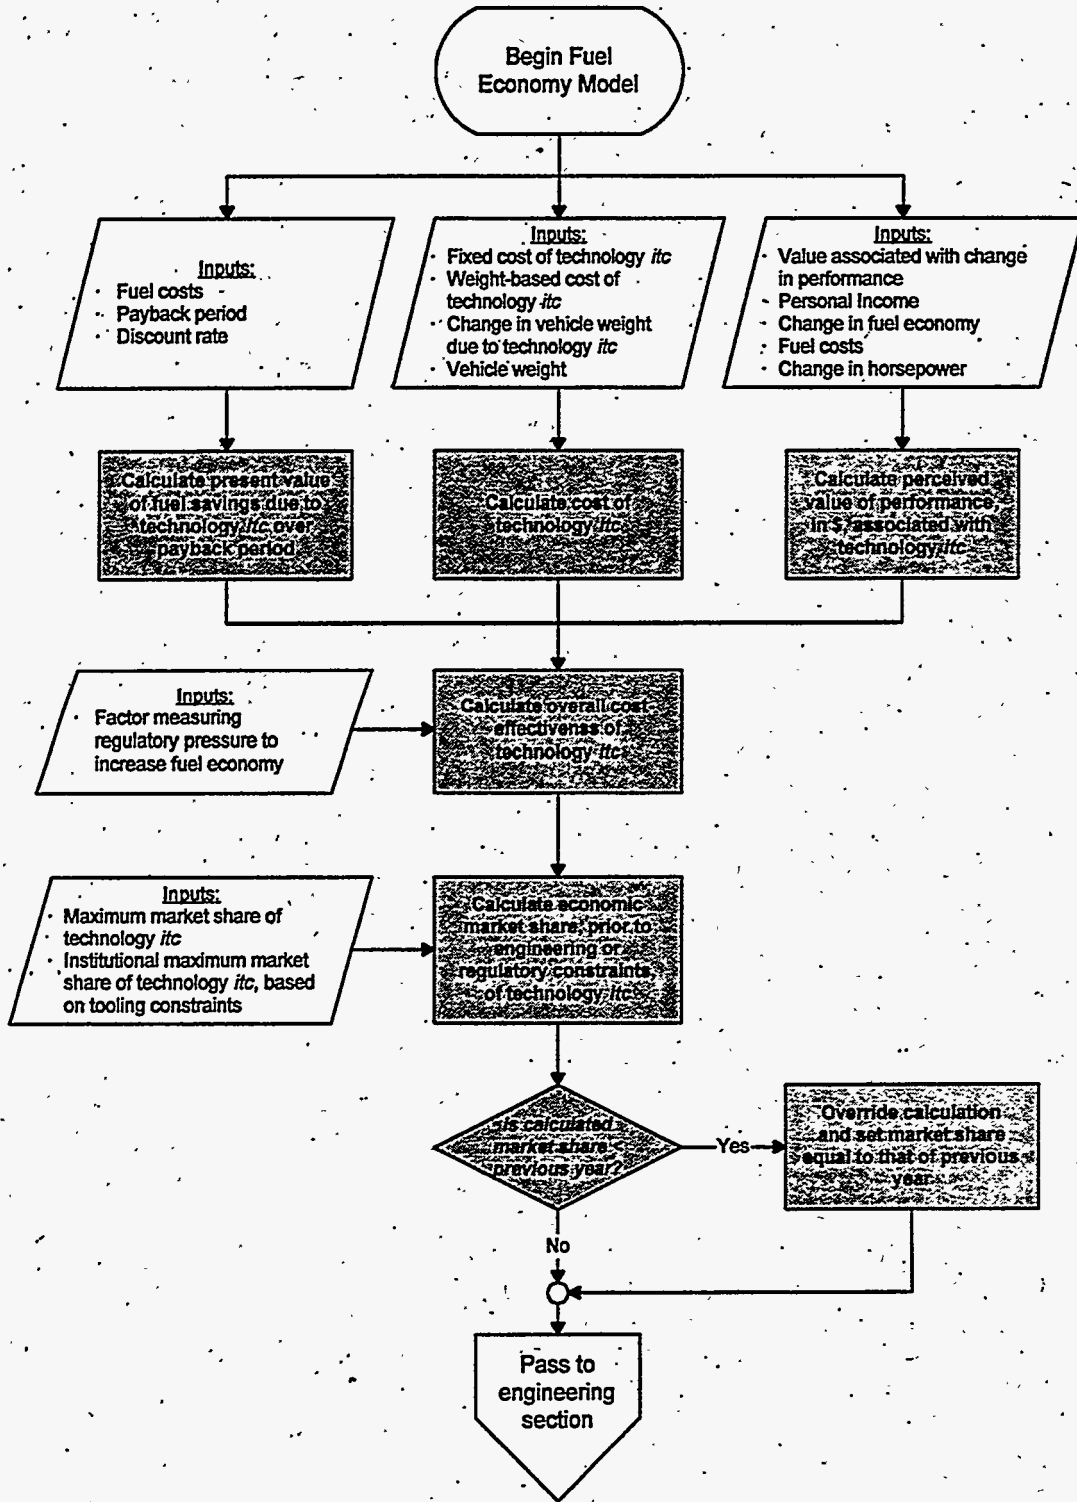 Begin Fuel
Economy Model
Inputs:
· Fuel costs
· Payback period
· Discount rate
Inputs:
· Fixed cost of technology itc
· Weight-based cost of
technology itc
· Change in vehicle weight
due to technology itc
· Vehicle weight
Inputs:
· Value associated with change
in performance
· Personal Income
· Change in fuel economy
· Fuel costs
· Change in horsepower
Calculate present value
of fuel savings due to
technology itc over
payback period
Calculate cost of
technology itc
Calculate perceived
value of performance,
in $, associated with
technology itc
Inputs:
· Factor measuring
regulatory pressure to
increase fuel economy
Calculate overall cost
effectivenss of
technology itc
Inputs:
· Maximum market share of
technology itc
· Institutional maximum market
share of technology itc, based
on tooling constraints
Calculate economic
market share, prior to
engineering or
regulatory constraints,
of technology itc
Is calculated
market share <
previous year?
Yes
Override calculation
and set market share
equal to that of previous
year
No
Pass to
engineering
section